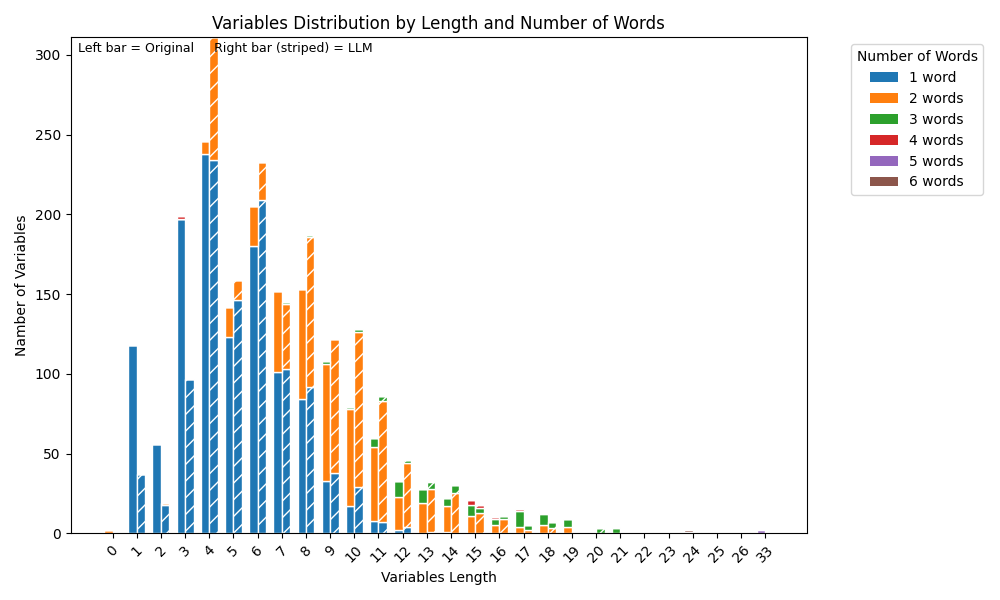 Variables Distribution by Length and Number of Words
Left bar = Original
Right bar (striped) = LLM
Number of Words
1 word
2 words
3 words
4 words
5 words
6 words
Namber of Variables
300
250
200
150
100
50
0
0 1 2 3 4 5 6 7 8 9 10 11 12 13 14 15 16 17 18 19 20 21 22 23 24 25 26 33
Variables Length